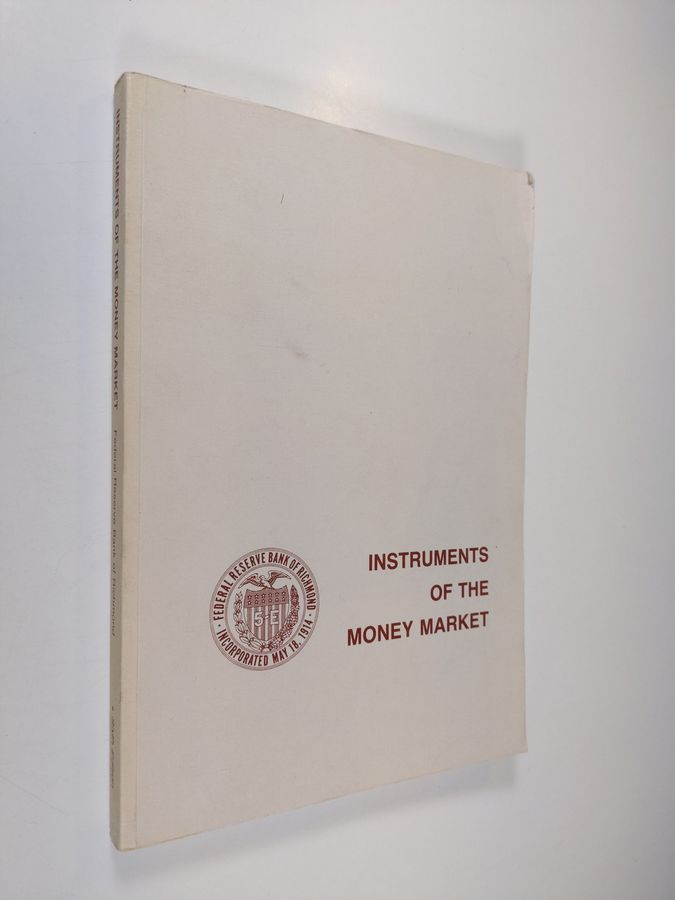 INSTRUMENTS OF THE MONEY MARKET Federal Reserve Bank of Richmond
FEDERAL RESERVE BANK OF RICHMOND
INCORPORATED MAY 18, 1914
5-E
INSTRUMENTS
OF THE
MONEY MARKET